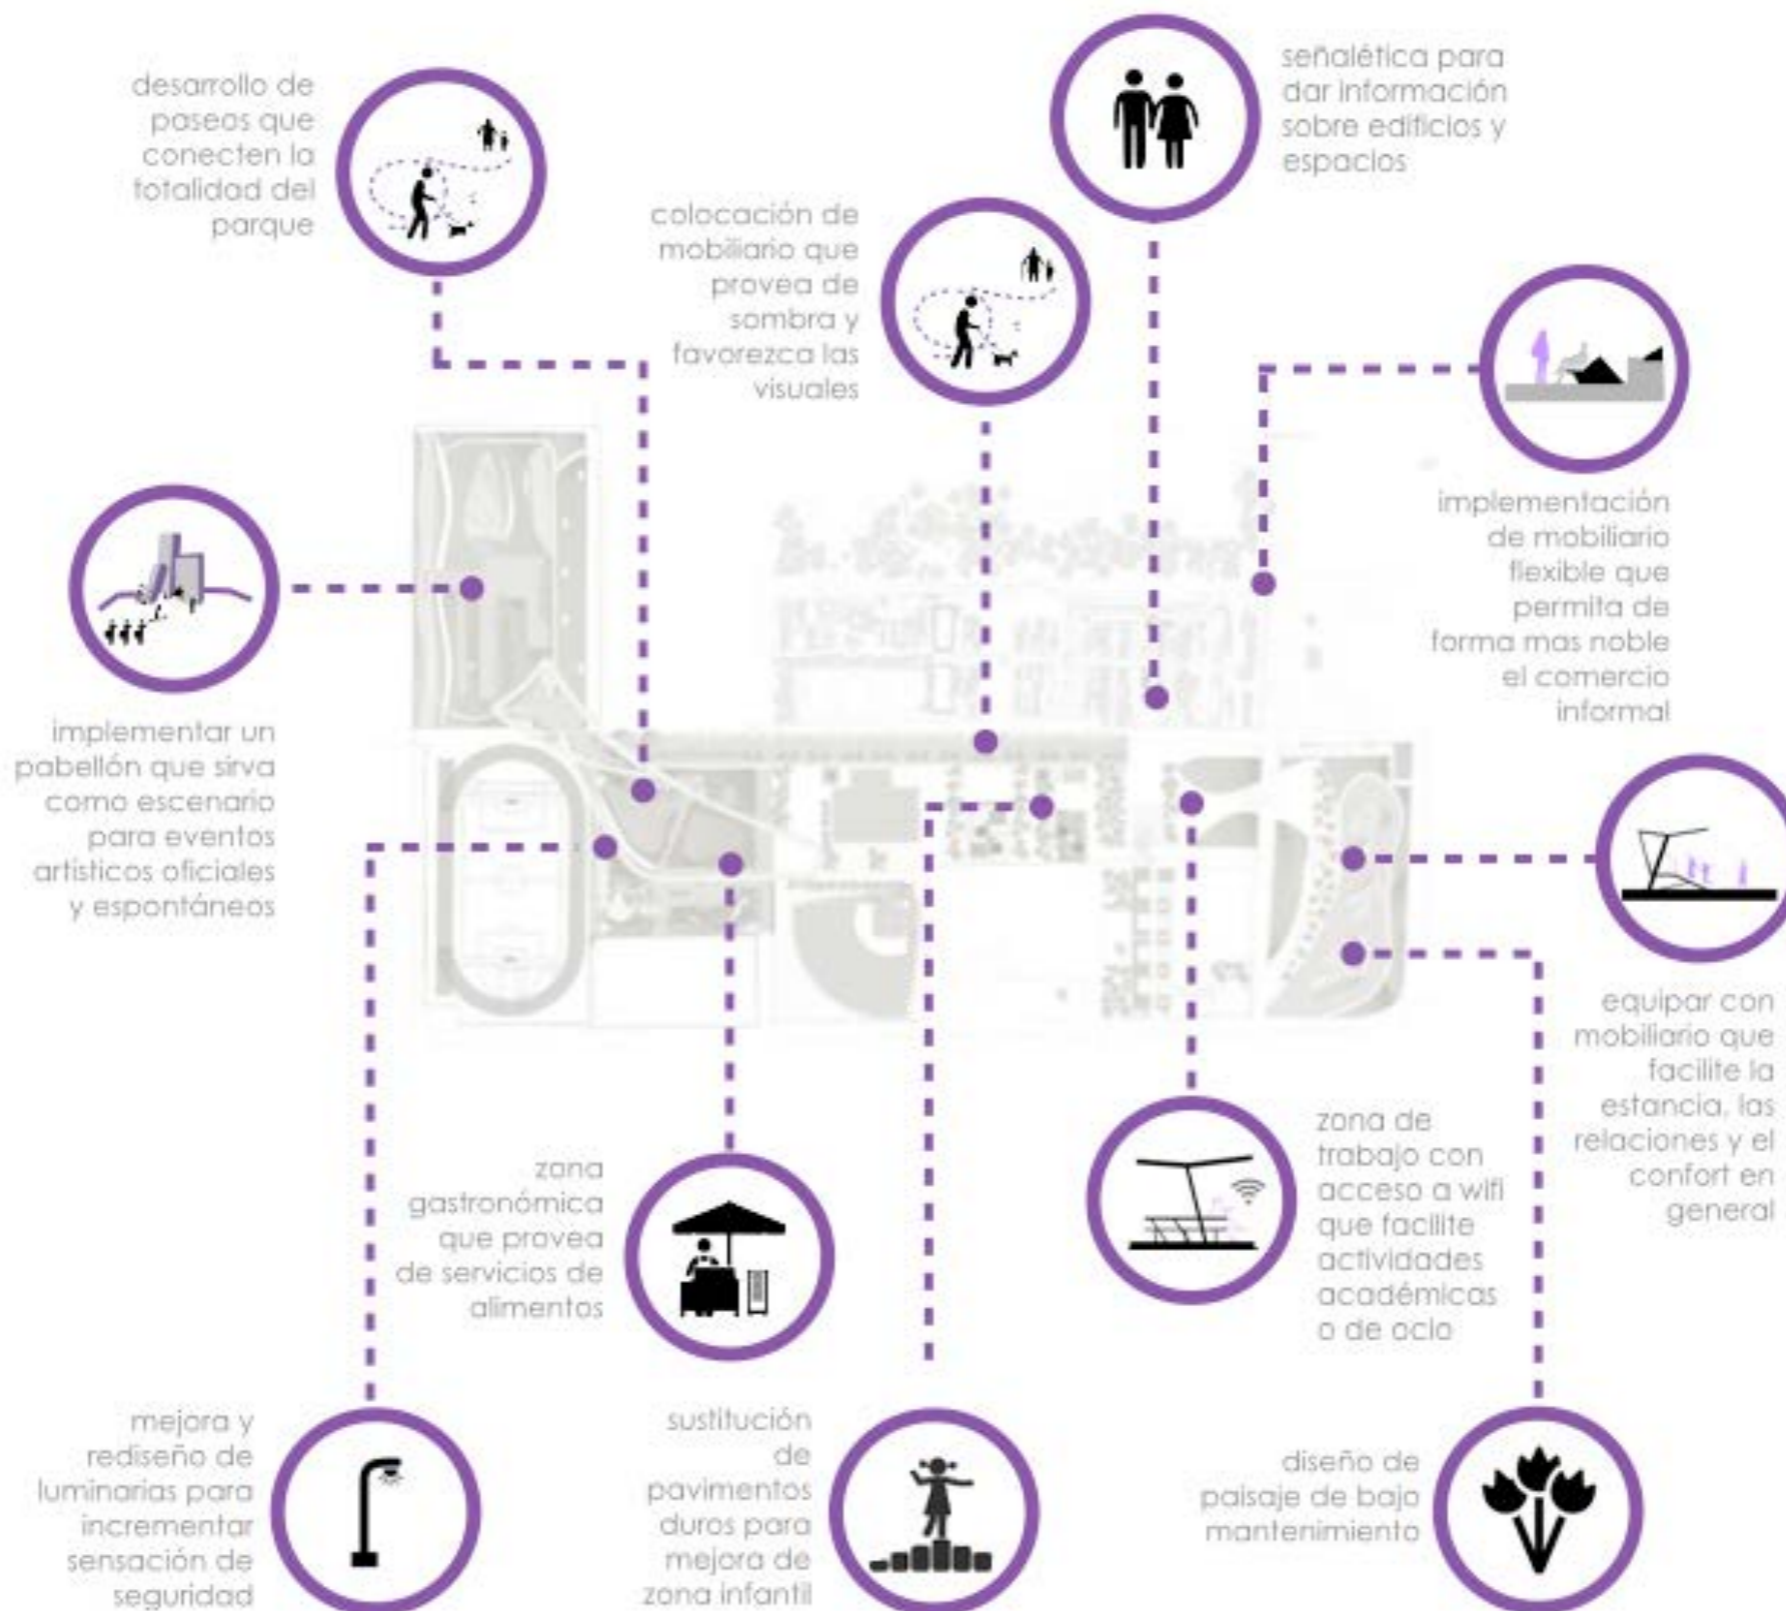 desarrollo de
paseos que
conecten la
totalidad del
parque
colocación de
mobiliario que
provea de
sombra y
favorezca las
visuales
señalética para
dar información
sobre edificios y
espacios
implementación
de mobiliario
flexible que
permita de
forma mas noble
el comercio
informal
implementar un
pabellón que sirva
como escenario
para eventos
artísticos oficiales
y espontáneos
equipar con
mobiliario que
facilite la
estancia, las
relaciones y el
confort en
general
zona
gastronómica
que provea
de servicios de
alimentos
zona de
trabajo con
acceso a wifi
que facilite
actividades
académicas
o de ocio
mejora y
rediseño de
luminarias para
incrementar
sensación de
seguridad
sustitución
de
pavimentos
duros para
mejora de
zona infantil
diseño de
paisaje de bajo
mantenimiento